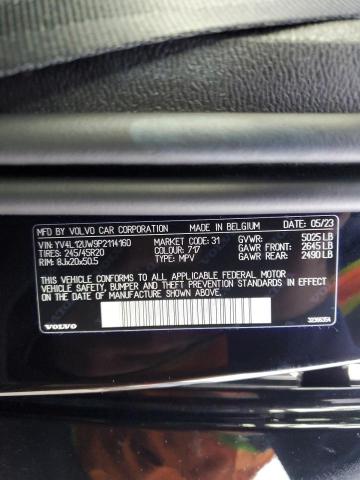 MFD BY VOLVO CAR CORPORATION MADE IN BELGIUM DATE: 05/23
VIN: YV4L12UW9P2114160 MARKET CODE: 31 GVWR: 5025 LB
TIRES: 245/45R20 COLOUR: 717 GAWR FRONT: 2645 LB
RIM: 8Jx20x50.5 TYPE: MPV GAWR REAR: 2490 LB
THIS VEHICLE CONFORMS TO ALL APPLICABLE FEDERAL MOTOR
VEHICLE SAFETY, BUMPER AND THEFT PREVENTION STANDARDS IN EFFECT
ON THE DATE OF MANUFACTURE SHOWN ABOVE.
VOLVO